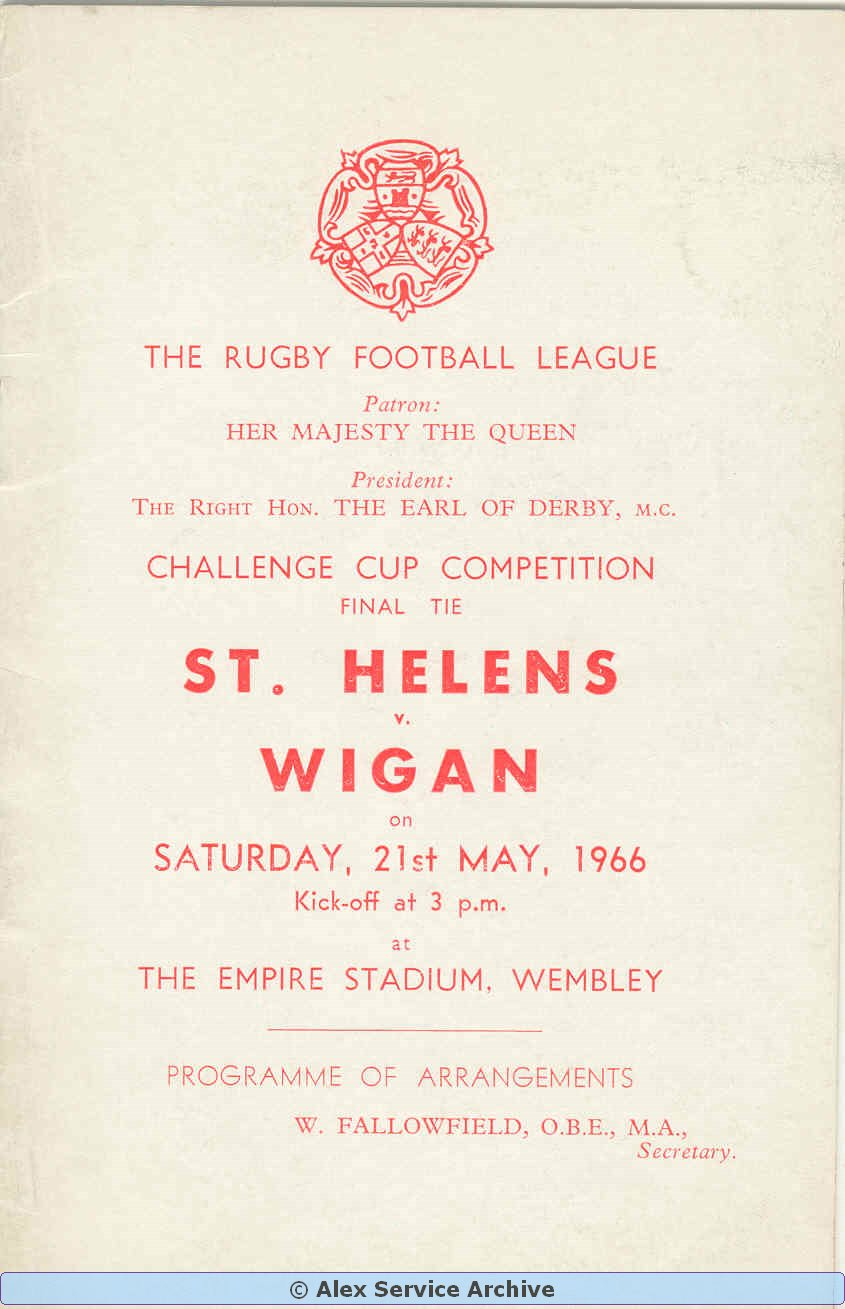 THE RUGBY FOOTBALL LEAGUE
Patron:
HER MAJESTY THE QUEEN
President:
THE RIGHT HON. THE EARL OF DERBY, M.C.
CHALLENGE CUP COMPETITION
FINAL TIE
ST. HELENS
v.
WIGAN
on
SATURDAY, 21st MAY, 1966
Kick-off at 3 p.m.
at
THE EMPIRE STADIUM, WEMBLEY
PROGRAMME OF ARRANGEMENTS
W. FALLOWFIELD, O.B.E., M.A.,
Secretary.
© Alex Service Archive